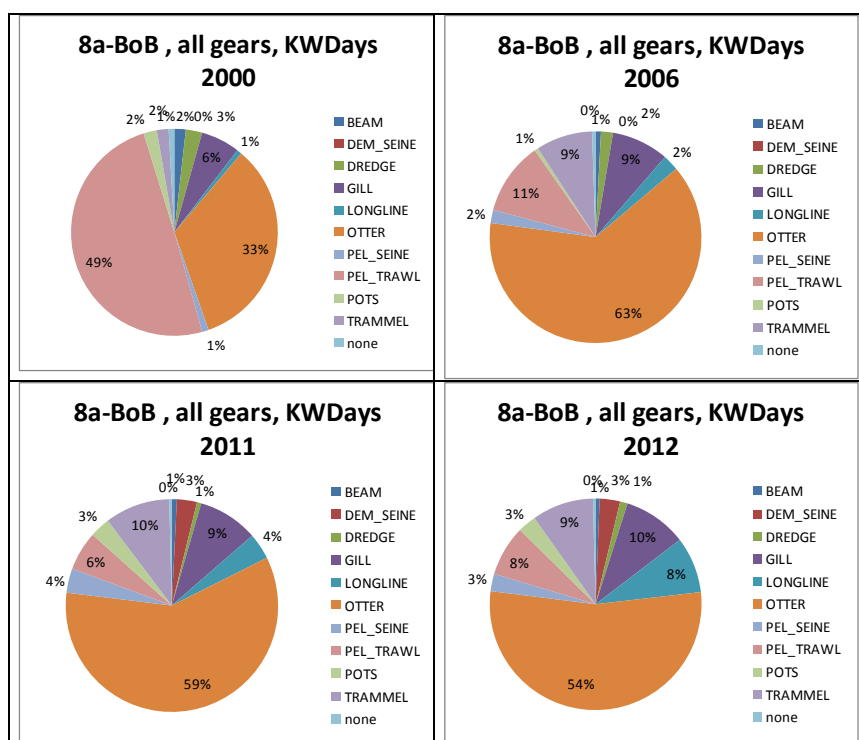 8a-BoB , all gears, KWDays
2000
2%
2%
1%
2%
0%
3%
6%
1%
33%
1%
49%
BEAM
DEM_SEINE
DREDGE
GILL
LONGLINE
OTTER
PEL_SEINE
PEL_TRAWL
POTS
TRAMMEL
none
8a-BoB , all gears, KWDays
2006
0%
1%
0%
2%
9%
2%
63%
2%
11%
1%
9%
BEAM
DEM_SEINE
DREDGE
GILL
LONGLINE
OTTER
PEL_SEINE
PEL_TRAWL
POTS
TRAMMEL
none
8a-BoB , all gears, KWDays
2011
0%
1%
3%
1%
9%
4%
59%
4%
6%
3%
10%
BEAM
DEM_SEINE
DREDGE
GILL
LONGLINE
OTTER
PEL_SEINE
PEL_TRAWL
POTS
TRAMMEL
none
8a-BoB , all gears, KWDays
2012
0%
1%
3%
1%
10%
8%
54%
3%
8%
3%
9%
BEAM
DEM_SEINE
DREDGE
GILL
LONGLINE
OTTER
PEL_SEINE
PEL_TRAWL
POTS
TRAMMEL
none